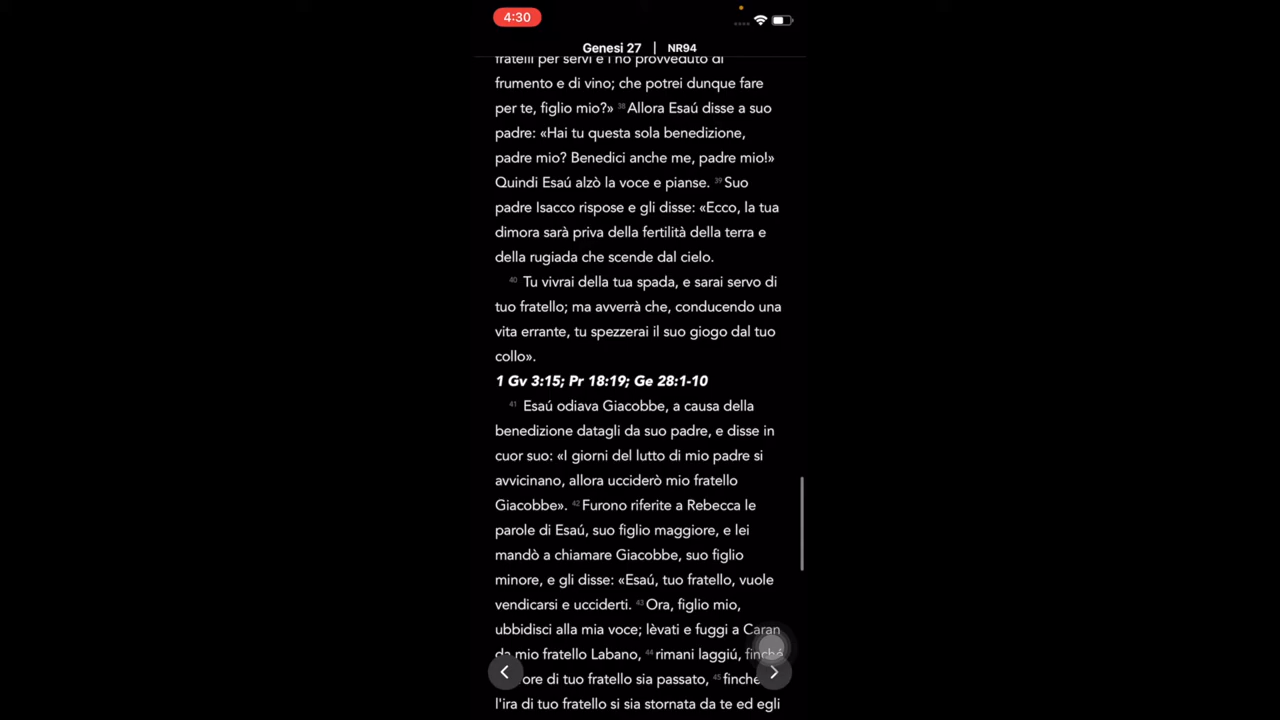 4:30
Genesi 27 | NR94
fratelli per servi e l'ho provveduto di
frumento e di vino; che potrei dunque fare
per te, figlio mio?» 38 Allora Esaú disse a suo
padre: «Hai tu questa sola benedizione,
padre mio? Benedici anche me, padre mio!»
Quindi Esaú alzò la voce e pianse. 39 Suo
padre Isacco rispose e gli disse: «Ecco, la tua
dimora sarà priva della fertilità della terra e
della rugiada che scende dal cielo.
40 Tu vivrai della tua spada, e sarai servo di
tuo fratello; ma avverrà che, conducendo una
vita errante, tu spezzerai il suo giogo dal tuo
collo».
1 Gv 3:15; Pr 18:19; Ge 28:1-10
41 Esaú odiava Giacobbe, a causa della
benedizione datagli da suo padre, e disse in
cuor suo: «I giorni del lutto di mio padre si
avvicinano, allora ucciderò mio fratello
Giacobbe». 42 Furono riferite a Rebecca le
parole di Esaú, suo figlio maggiore, e lei
mandò a chiamare Giacobbe, suo figlio
minore, e gli disse: «Esaú, tuo fratello, vuole
vendicarsi e ucciderti. 43 Ora, figlio mio,
ubbidisci alla mia voce; lèvati e fuggi a Caran
da mio fratello Labano, 44 rimani laggiú, finché
ore di tuo fratello sia passato, 45 finché
l'ira di tuo fratello si sia stornata da te ed egli